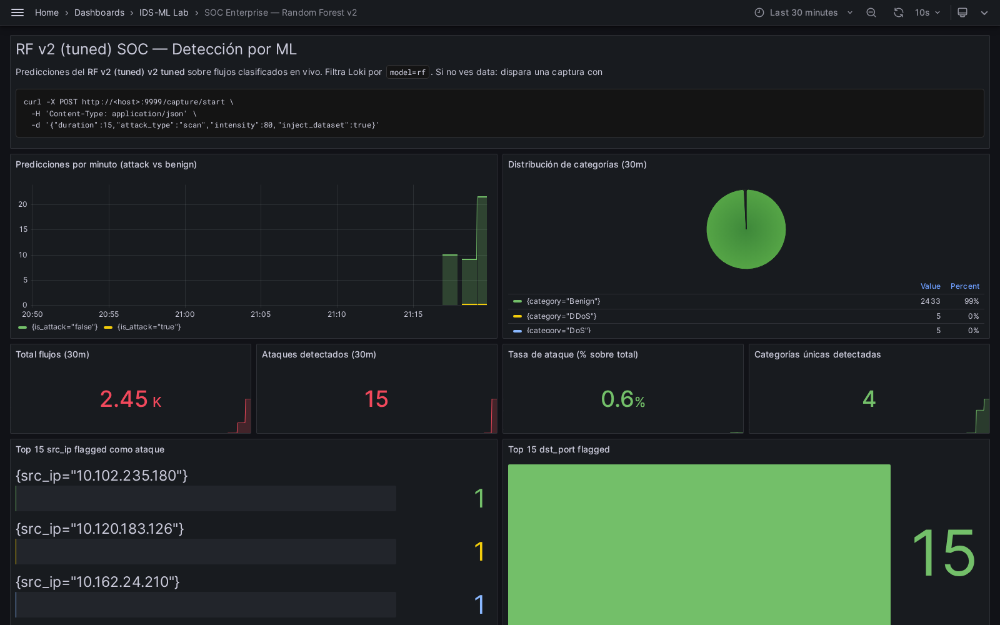 Home › Dashboards › IDS-ML Lab › SOC Enterprise — Random Forest v2
Last 30 minutes
10s
RF v2 (tuned) SOC — Detección por ML
Predicciones del RF v2 (tuned) v2 tuned sobre flujos clasificados en vivo. Filtra Loki por model=rf. Si no ves data: dispara una captura con
curl -X POST http://<host>:9999/capture/start \
-H 'Content-Type: application/json' \
-d '{"duration":15,"attack_type":"scan","intensity":80,"inject_dataset":true}'
Predicciones por minuto (attack vs benign)
20
15
10
5
0
20:50 20:55 21:00 21:05 21:10 21:15
{is_attack="false"} {is_attack="true"}
Distribución de categorías (30m)
Value Percent
{category="Benign"} 2433 99%
{category="DDoS"} 5 0%
{category="DoS"} 5 0%
Total flujos (30m)
2.45 K
Ataques detectados (30m)
15
Tasa de ataque (% sobre total)
0.6%
Categorías únicas detectadas
4
Top 15 src_ip flagged como ataque
{src_ip="10.102.235.180"}
1
{src_ip="10.120.183.126"}
1
{src_ip="10.162.24.210"}
1
Top 15 dst_port flagged
15